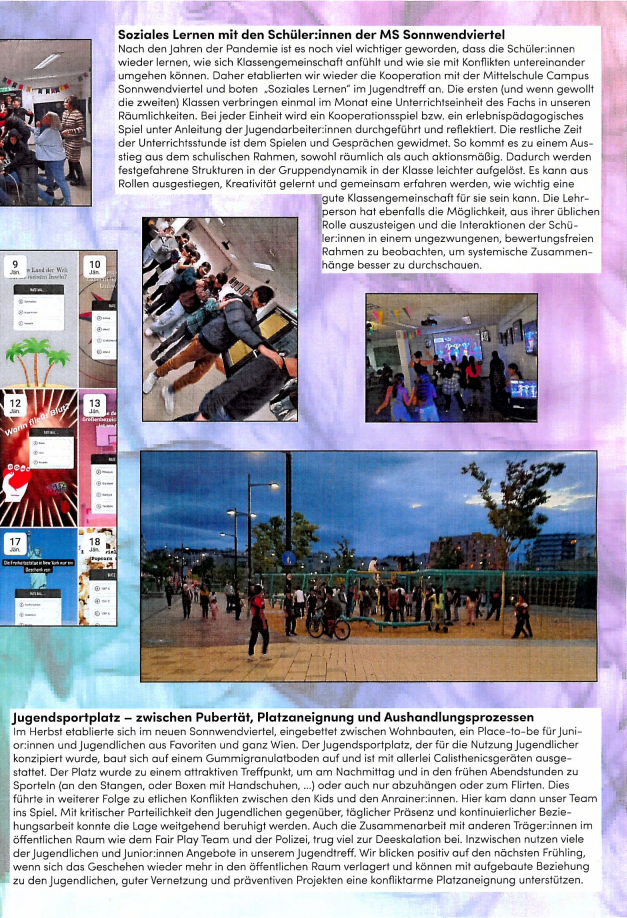 Soziales Lernen mit den Schüler:innen der MS Sonnwendviertel
Nach den Jahren der Pandemie ist es noch viel wichtiger geworden, dass die Schüler:innen
wieder lernen, wie sich Klassengemeinschaft anfühlt und wie sie mit Konflikten untereinander
umgehen können. Daher etablierten wir wieder die Kooperation mit der Mittelschule Campus
Sonnwendviertel und boten „Soziales Lernen" im Jugendtreff an. Die ersten (und wenn gewollt
die zweiten) Klassen verbringen einmal im Monat eine Unterrichtseinheit des Fachs in unseren
Räumlichkeiten. Bei jeder Einheit wird ein Kooperationsspiel bzw. ein erlebnispädagogisches
Spiel unter Anleitung der Jugendarbeiter:innen durchgeführt und reflektiert. Die restliche Zeit
der Unterrichtsstunde ist dem Spielen und Gesprächen gewidmet. So kommt es zu einem Aus-
stieg aus dem schulischen Rahmen, sowohl räumlich als auch aktionsmäßig. Dadurch werden
festgefahrene Strukturen in der Gruppendynamik in der Klasse leichter aufgelöst. Es kann aus
Rollen ausgestiegen, Kreativität gelernt und gemeinsam erfahren werden, wie wichtig eine
gute Klassengemeinschaft für sie sein kann. Die Lehr-
person hat ebenfalls die Möglichkeit, aus ihrer üblichen
Rolle auszusteigen und die Interaktionen der Schü-
ler:innen in einem ungezwungenen, bewertungsfreien
Rahmen zu beobachten, um systemische Zusammen-
hänge besser zu durchschauen.
9
Jän.
10
Jän.
Land der Welt
12
Jän.
13
Jän.
Warin fließt Blut?
17
Jän.
18
Jän.
Die Freiheitsstatue in New York war ein
Geschenk von
Jugendsportplatz – zwischen Pubertät, Platzaneignung und Aushandlungsprozessen
Im Herbst etablierte sich im neuen Sonnwendviertel, eingebettet zwischen Wohnbauten, ein Place-to-be für Juni-
or:innen und Jugendlichen aus Favoriten und ganz Wien. Der Jugendsportplatz, der für die Nutzung Jugendlicher
konzipiert wurde, baut sich auf einem Gummigranulatboden auf und ist mit allerlei Calisthenicsgeräten ausge-
stattet. Der Platz wurde zu einem attraktiven Treffpunkt, um am Nachmittag und in den frühen Abendstunden zu
Sporteln (an den Stangen, oder Boxen mit Handschuhen, ...) oder auch nur abzuhängen oder zum Flirten. Dies
führte in weiterer Folge zu etlichen Konflikten zwischen den Kids und den Anrainer:innen. Hier kam dann unser Team
ins Spiel. Mit kritischer Parteilichkeit den Jugendlichen gegenüber, täglicher Präsenz und kontinuierlicher Bezie-
hungsarbeit konnte die Lage weitgehend beruhigt werden. Auch die Zusammenarbeit mit anderen Träger:innen im
öffentlichen Raum wie dem Fair Play Team und der Polizei, trug viel zur Deeskalation bei. Inzwischen nutzen viele
der Jugendlichen und Junior:innen Angebote in unserem Jugendtreff. Wir blicken positiv auf den nächsten Frühling,
wenn sich das Geschehen wieder mehr in den öffentlichen Raum verlagert und können mit aufgebaute Beziehung
zu den Jugendlichen, guter Vernetzung und präventiven Projekten eine konfliktarme Platzaneignung unterstützen.